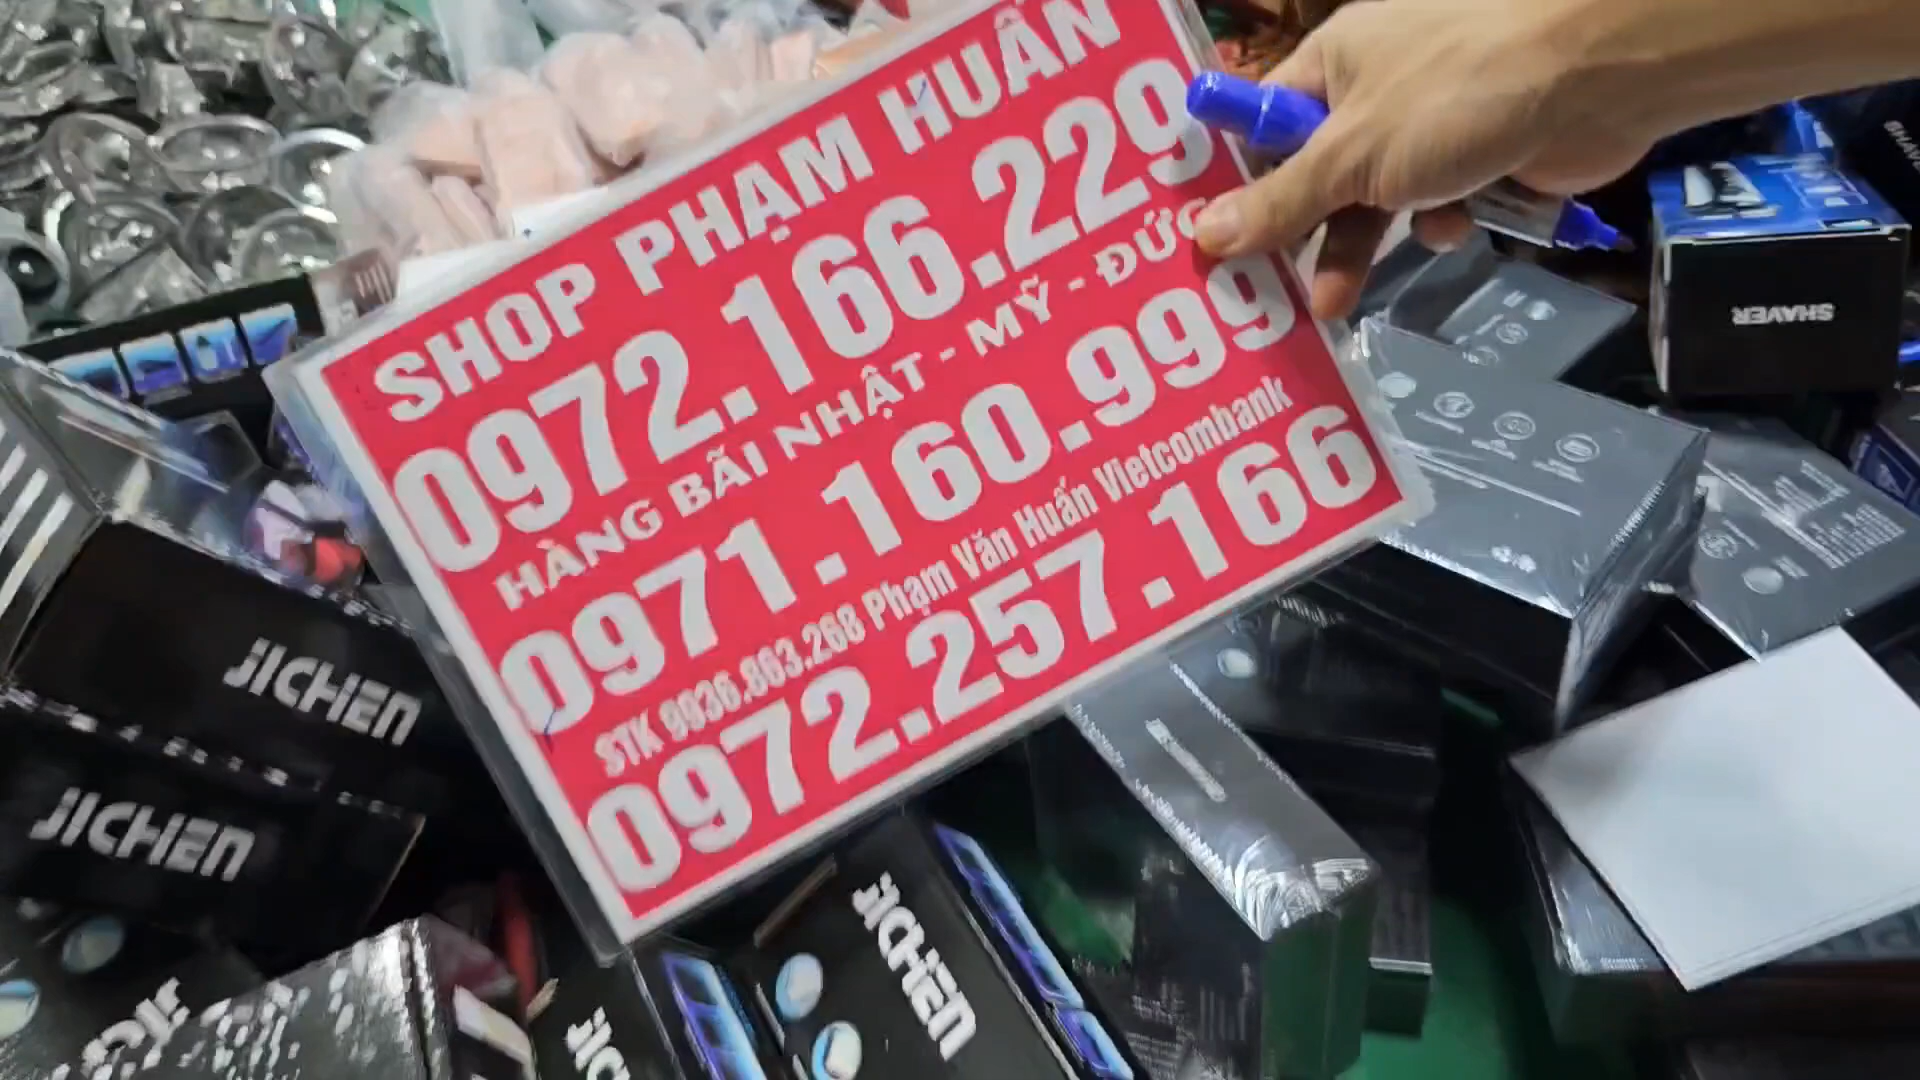 SHOP PHẠM HUẤN
0972.166.229
HÀNG BÃI NHẬT - MỸ - ĐỨC
0971.160.999
STK 9936.863.268 Phạm Văn Huấn Vietcombank
0972.257.166
SHAVER
JICHEN
JICHEN
JICHEN